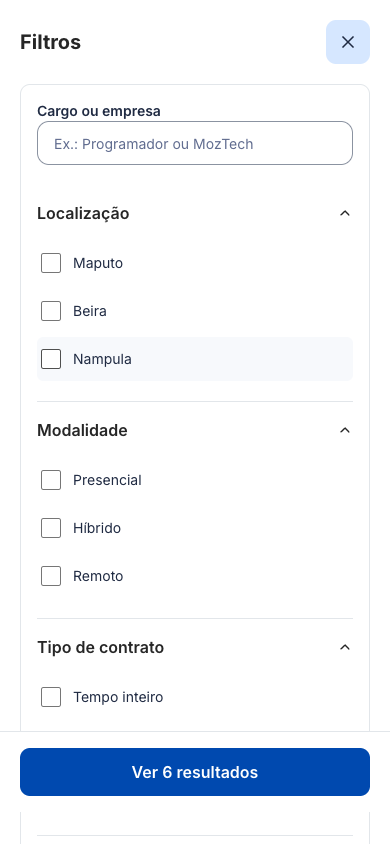 Filtros
Cargo ou empresa
Ex.: Programador ou MozTech
Localização
Maputo
Beira
Nampula
Modalidade
Presencial
Híbrido
Remoto
Tipo de contrato
Tempo inteiro
Ver 6 resultados